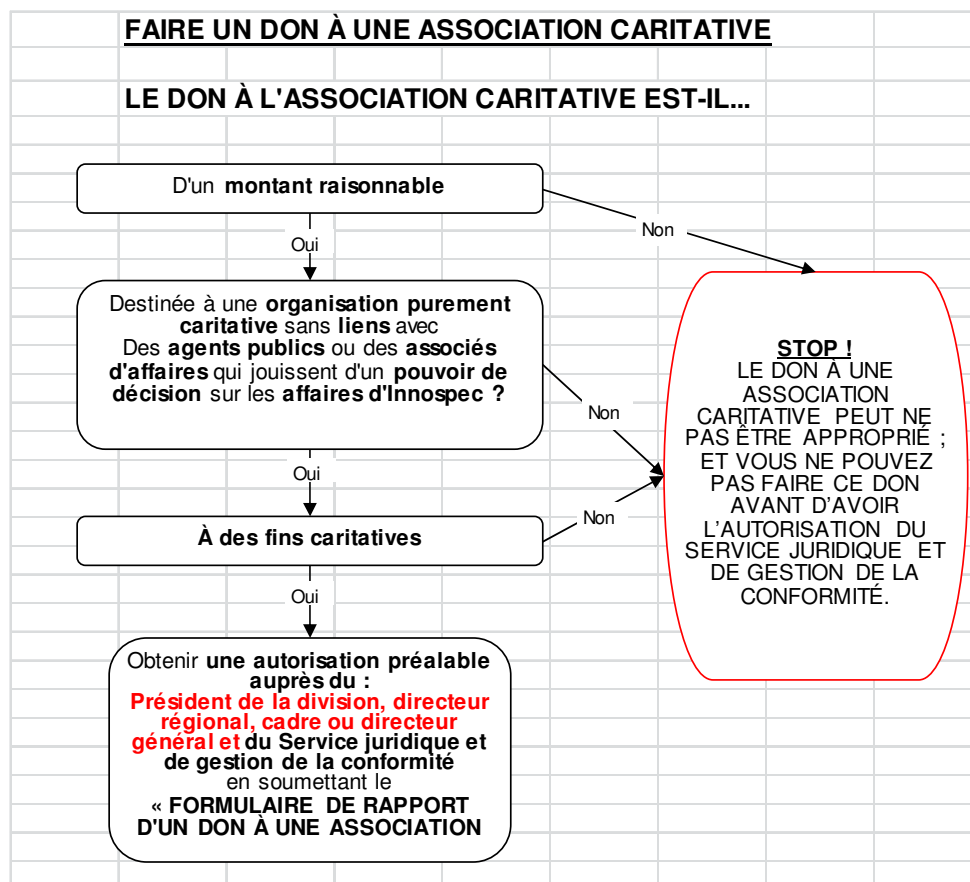 FAIRE UN DON À UNE ASSOCIATION CARITATIVE
LE DON À L'ASSOCIATION CARITATIVE EST-IL...
D'un montant raisonnable
Non
Oui
Destinée à une organisation purement
caritative sans liens avec
Des agents publics ou des associés
d'affaires qui jouissent d'un pouvoir de
décision sur les affaires d'Innospec ?
Non
Oui
À des fins caritatives
Non
Oui
STOP !
LE DON À UNE
ASSOCIATION
CARITATIVE PEUT NE
PAS ÊTRE APPROPRIÉ ;
ET VOUS NE POUVEZ
PAS FAIRE CE DON
AVANT D’AVOIR
L’AUTORISATION DU
SERVICE JURIDIQUE ET
DE GESTION DE LA
CONFORMITÉ.
Obtenir une autorisation préalable
auprès du :
Président de la division, directeur
régional, cadre ou directeur
général et du Service juridique et
de gestion de la conformité
en soumettant le
« FORMULAIRE DE RAPPORT
D'UN DON À UNE ASSOCIATION